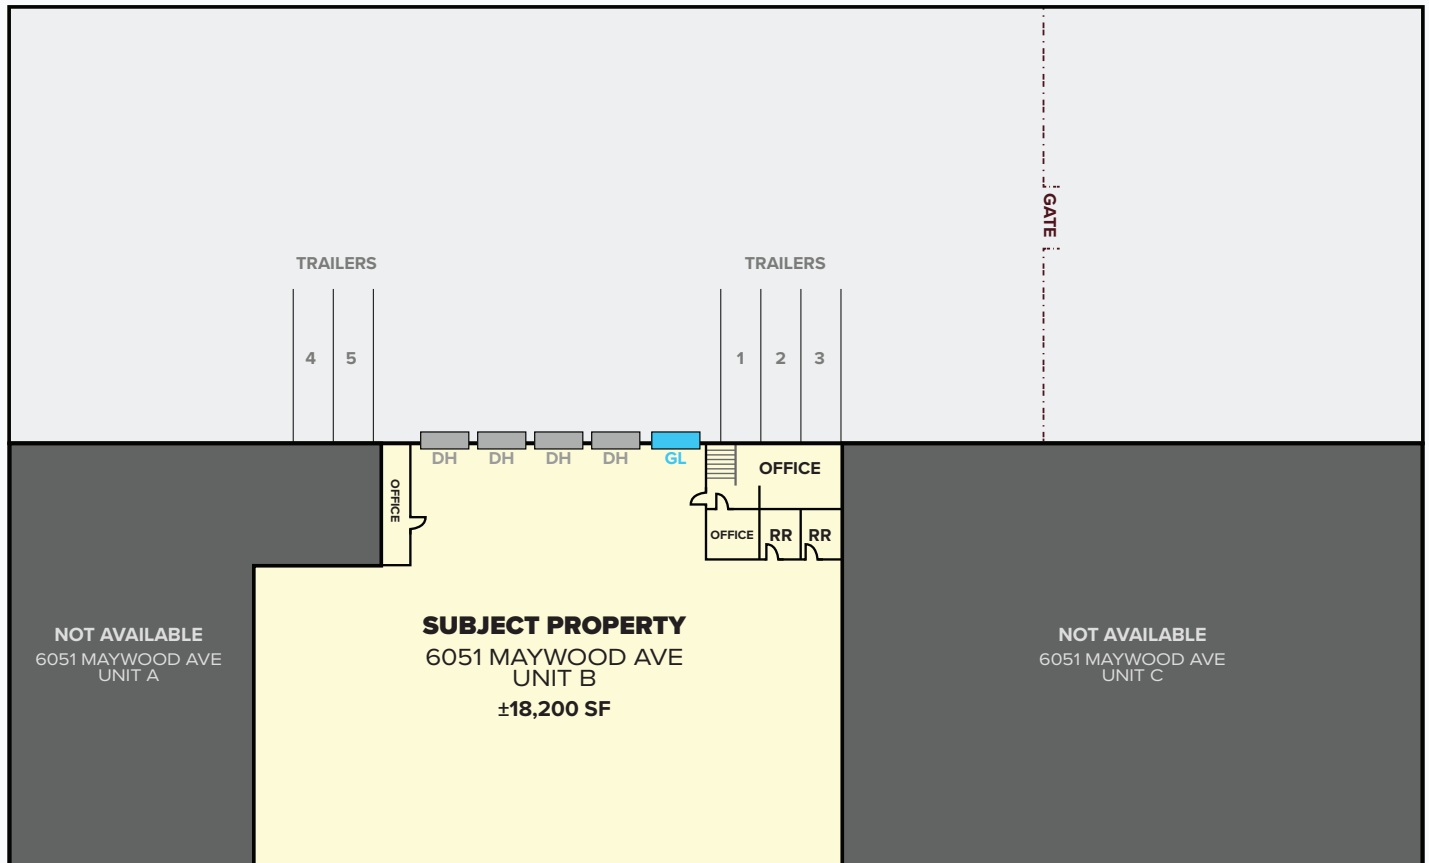 GATE
TRAILERS
TRAILERS
4
5
1
2
3
DH
DH
DH
DH
GL
OFFICE
OFFICE
OFFICE
RR
RR
SUBJECT PROPERTY
6051 MAYWOOD AVE
UNIT B
±18,200 SF
NOT AVAILABLE
6051 MAYWOOD AVE
UNIT A
NOT AVAILABLE
6051 MAYWOOD AVE
UNIT C